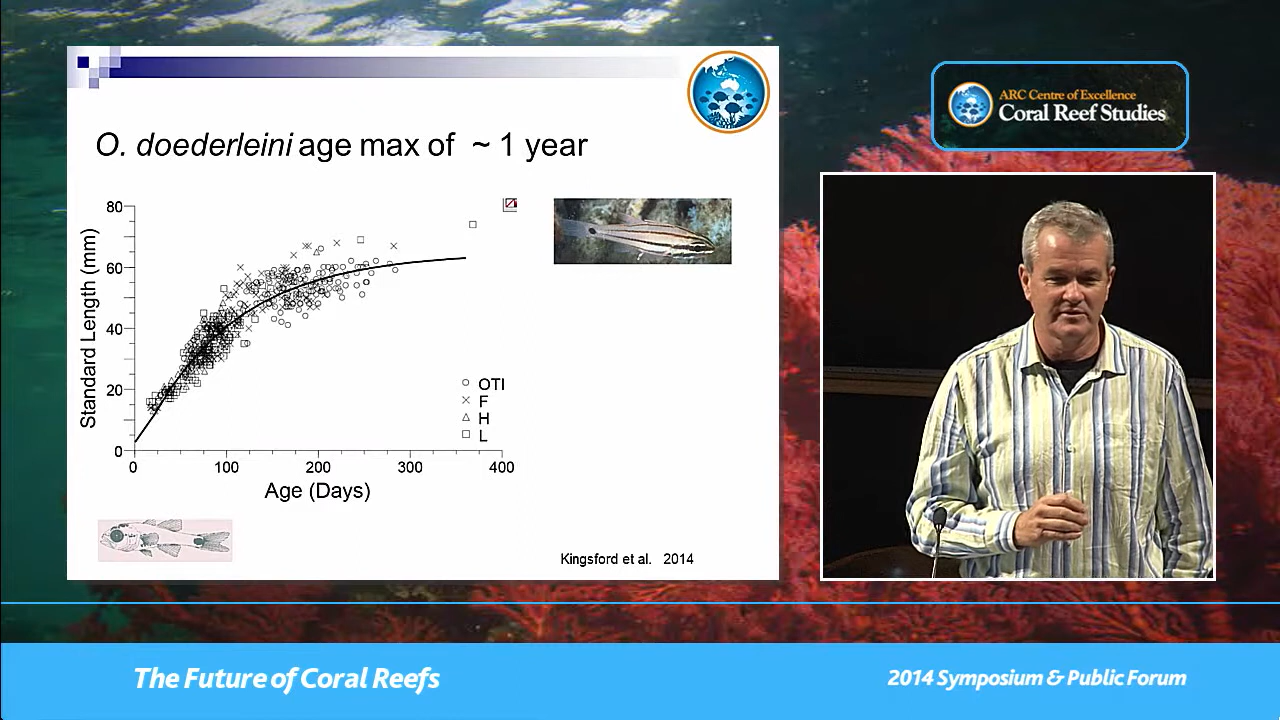 ARC Centre of Excellence
Coral Reef Studies
O. doederleini age max of ~ 1 year
80
60
40
20
0
Standard Length (mm)
0 100 200 300 400
Age (Days)
OTI
F
H
L
Kingsford et al. 2014
The Future of Coral Reefs
2014 Symposium & Public Forum